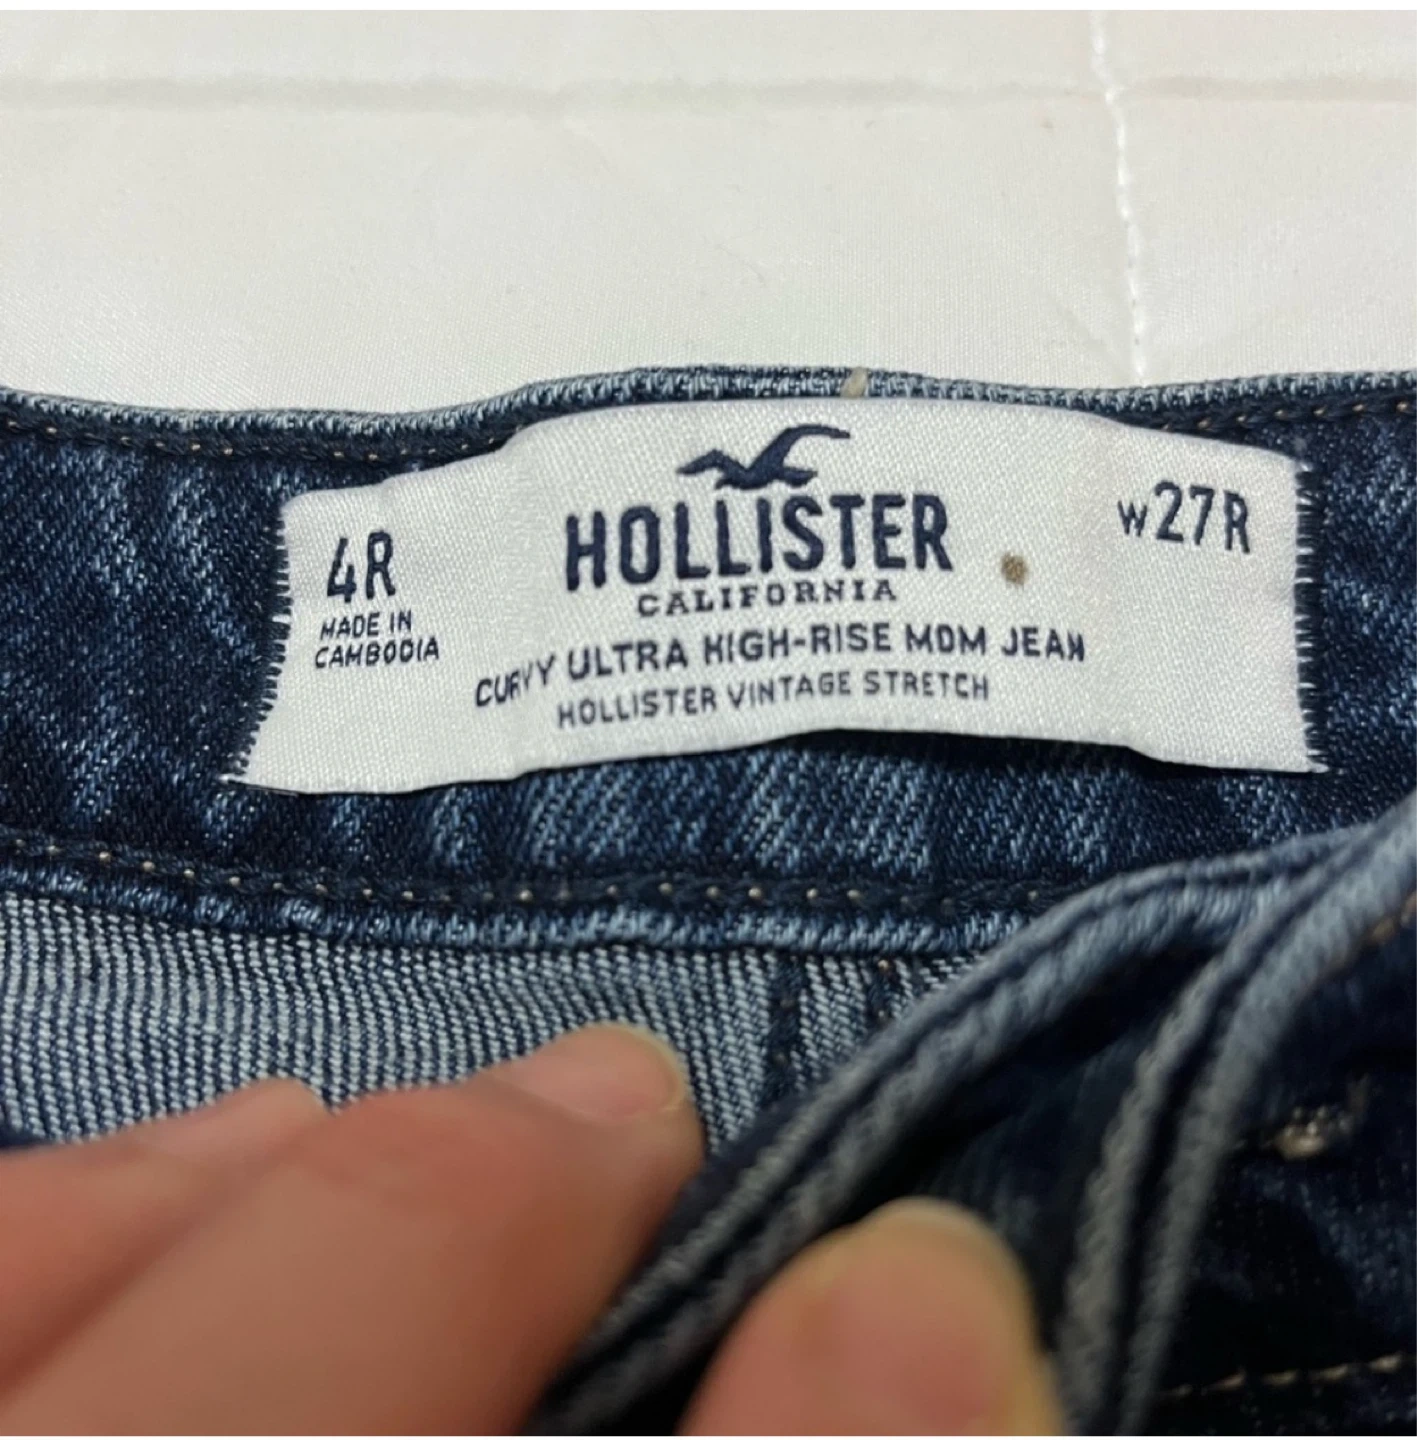 HOLLISTER
CALIFORNIA
4R
MADE IN
CAMBODIA
W27R
CURVY ULTRA HIGH-RISE MOM JEAN
HOLLISTER VINTAGE STRETCH